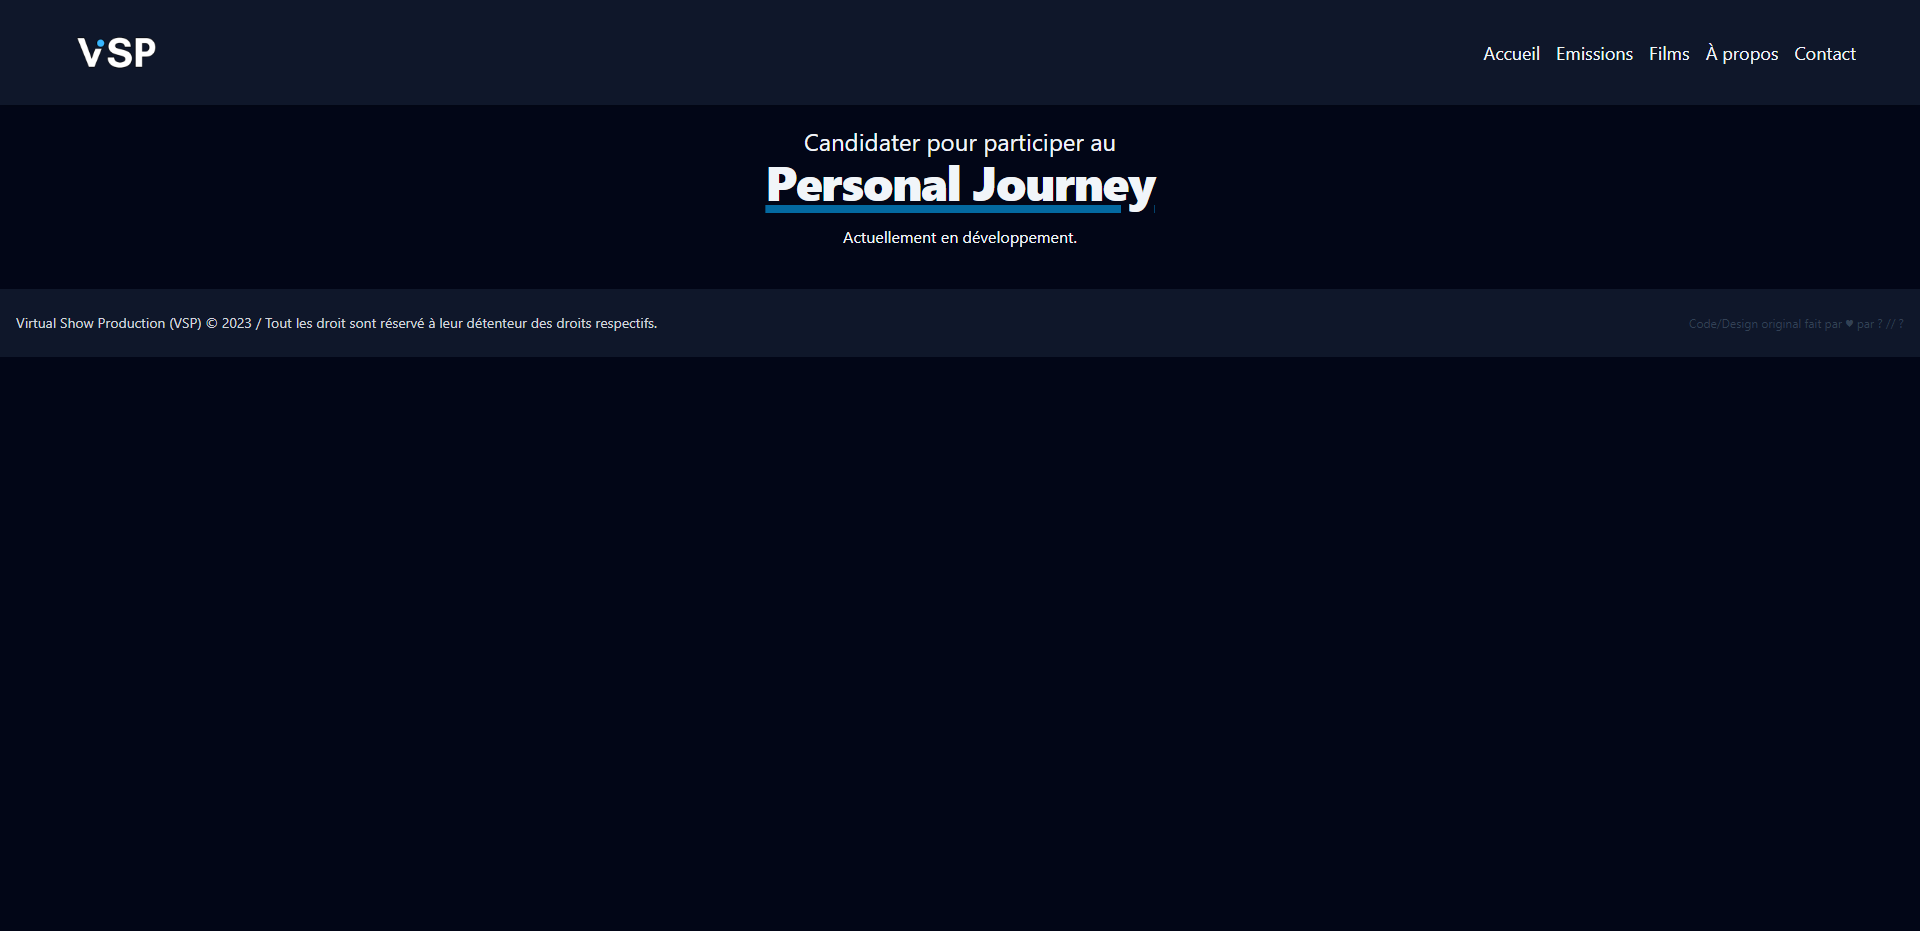 VSP
Accueil Emissions Films À propos Contact
Candidater pour participer au
Personal Journey
Actuellement en développement.
Virtual Show Production (VSP) © 2023 / Tout les droit sont réservé à leur détenteur des droits respectifs.
Code/Design original fait par ♥ par ? // ?